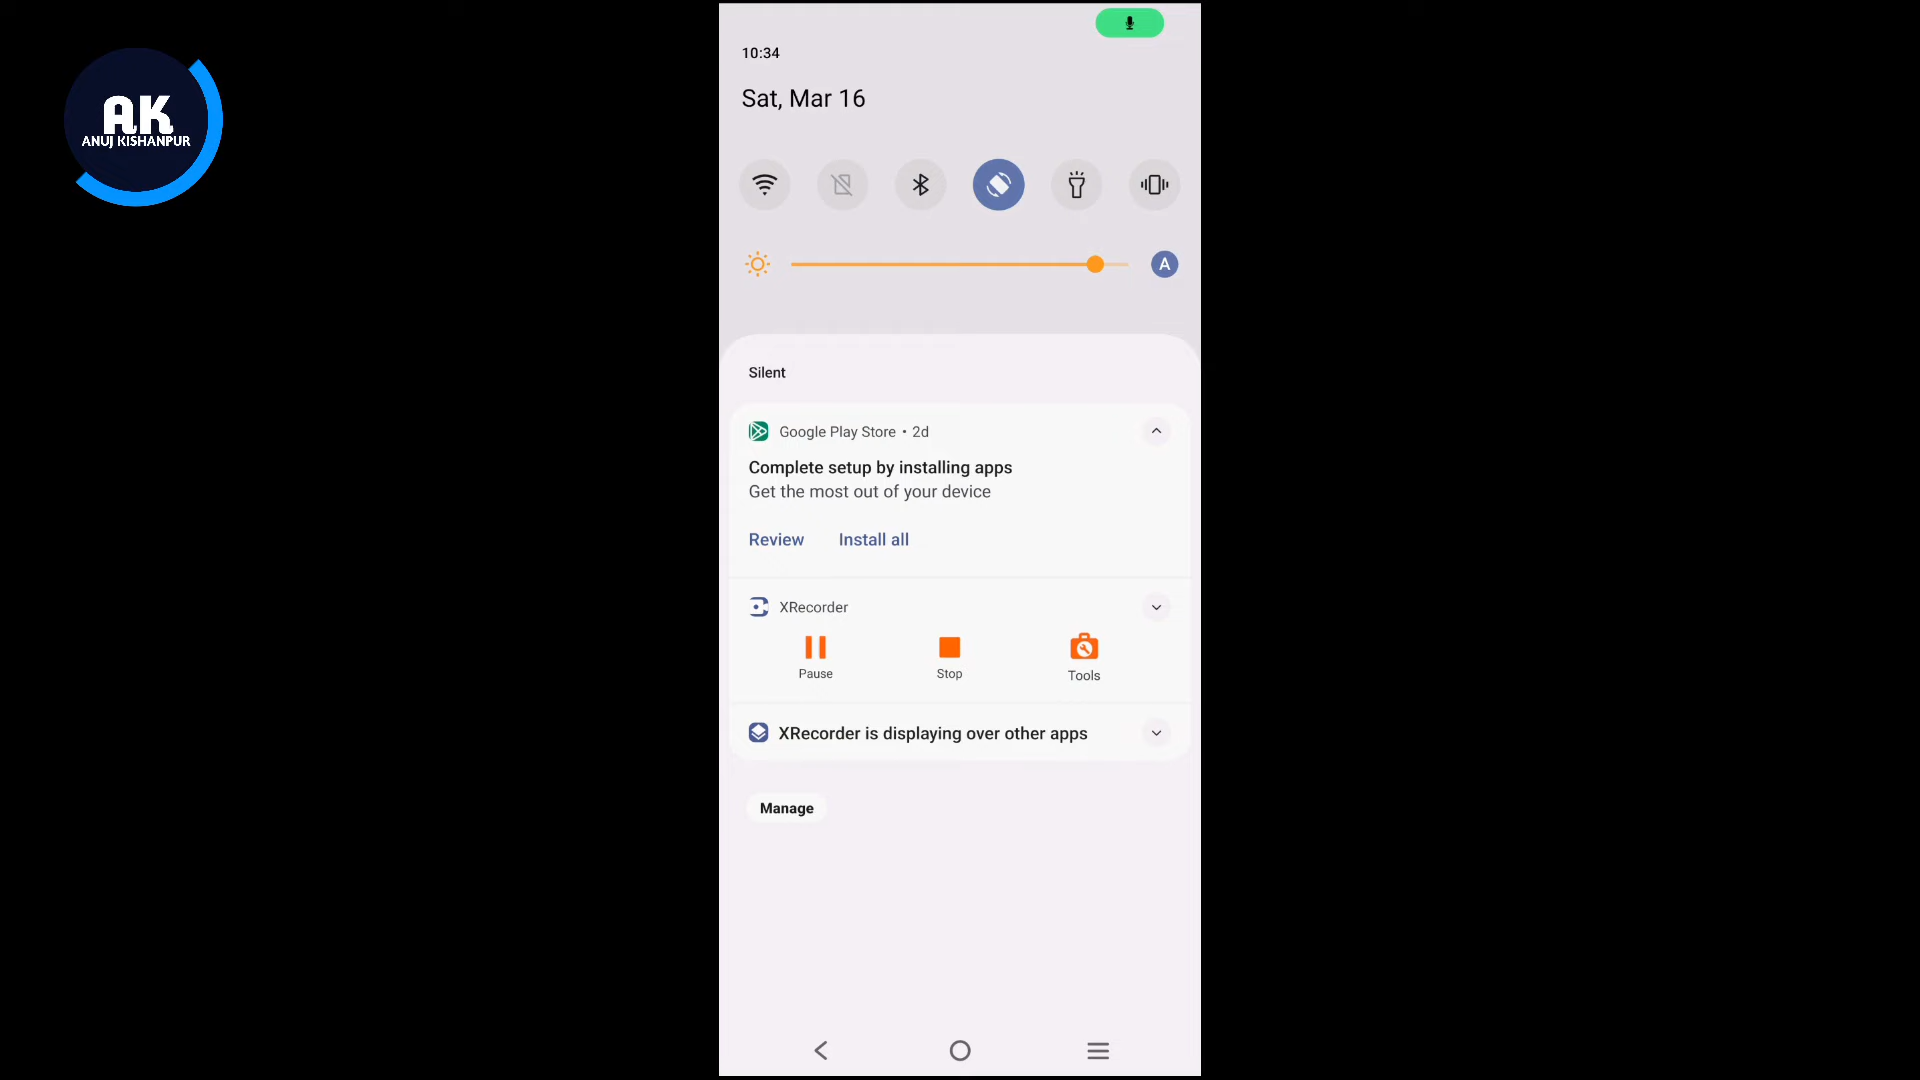 AK
ANUJ KISHANPUR
10:34
Sat, Mar 16
A
Silent
Google Play Store • 2d
Complete setup by installing apps
Get the most out of your device
Review Install all
XRecorder
Pause Stop Tools
XRecorder is displaying over other apps
Manage